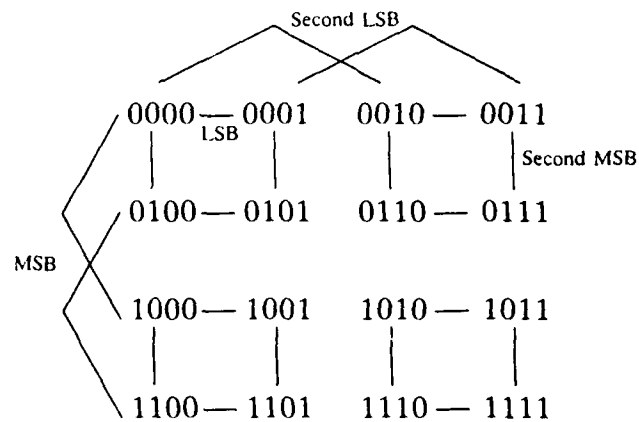 Second LSB
0000 — 0001 0010 — 0011
LSB
Second MSB
0100 — 0101 0110 — 0111
MSB
1000 — 1001 1010 — 1011
1100 — 1101 1110 — 1111